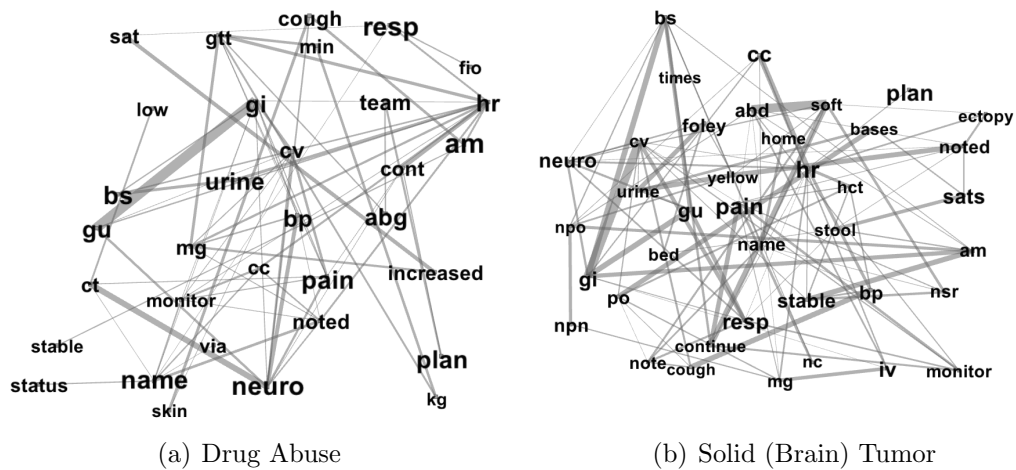 cough
resp
sat
gtt
min
fio
low
gi
team
hr
am
cv
cont
urine
bs
gu
bp
abg
mg
cc
increased
ct
pain
monitor
noted
stable
via
plan
status
name
neuro
kg
skin
(a) Drug Abuse
bs
cc
times
plan
abd
soft
ectopy
foley
home
bases
cv
noted
neuro
hr
yellow
hct
urine
sats
pain
gu
npo
stool
name
bed
am
gi
po
stable
bp
nsr
npn
resp
continue
note
cough
nc
iv
monitor
mg
(b) Solid (Brain) Tumor